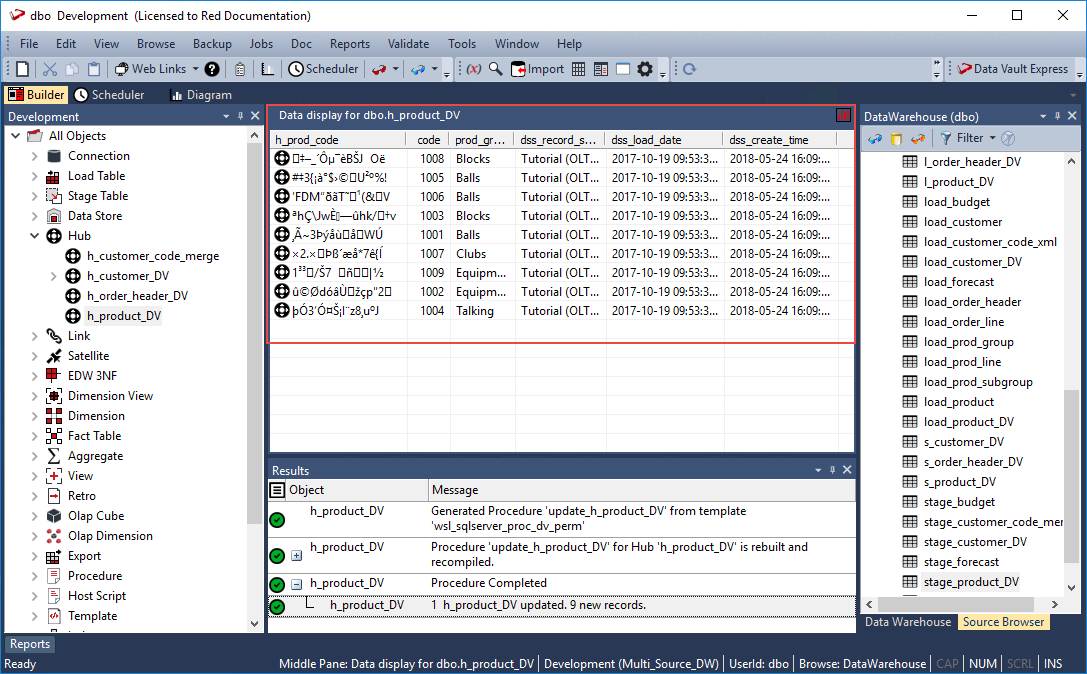 dbo Development (Licensed to Red Documentation)
File Edit View Browse Backup Jobs Doc Reports Validate Tools Window Help
Web Links Scheduler (x) Import Data Vault Express
Builder Scheduler Diagram
Development
All Objects
Connection
Load Table
Stage Table
Data Store
Hub
h_customer_code_merge
h_customer_DV
h_order_header_DV
h_product_DV
Link
Satellite
EDW 3NF
Dimension View
Dimension
Fact Table
Aggregate
View
Retro
Olap Cube
Olap Dimension
Export
Procedure
Host Script
Template
Data display for dbo.h_product_DV
h_prod_code code prod_gr... dss_record_s... dss_load_date dss_create_time
1008 Blocks Tutorial (OLT... 2017-10-19 09:53:3... 2018-05-24 16:09:...
1005 Balls Tutorial (OLT... 2017-10-19 09:53:3... 2018-05-24 16:09:...
1006 Balls Tutorial (OLT... 2017-10-19 09:53:3... 2018-05-24 16:09:...
1003 Blocks Tutorial (OLT... 2017-10-19 09:53:3... 2018-05-24 16:09:...
1001 Balls Tutorial (OLT... 2017-10-19 09:53:3... 2018-05-24 16:09:...
1007 Clubs Tutorial (OLT... 2017-10-19 09:53:3... 2018-05-24 16:09:...
1009 Equipm... Tutorial (OLT... 2017-10-19 09:53:3... 2018-05-24 16:09:...
1002 Equipm... Tutorial (OLT... 2017-10-19 09:53:3... 2018-05-24 16:09:...
1004 Talking Tutorial (OLT... 2017-10-19 09:53:3... 2018-05-24 16:09:...
Results
Object Message
h_product_DV Generated Procedure 'update_h_product_DV' from template
'wsl_sqlserver_proc_dv_perm'
h_product_DV Procedure 'update_h_product_DV' for Hub 'h_product_DV' is rebuilt and
recompiled.
h_product_DV Procedure Completed
h_product_DV 1 h_product_DV updated. 9 new records.
DataWarehouse (dbo)
Filter
l_order_header_DV
l_product_DV
load_budget
load_customer
load_customer_code_xml
load_customer_DV
load_forecast
load_order_header
load_order_line
load_prod_group
load_prod_line
load_prod_subgroup
load_product
load_product_DV
s_customer_DV
s_order_header_DV
s_product_DV
stage_budget
stage_customer_code_mer
stage_customer_DV
stage_forecast
stage_product_DV
Data Warehouse Source Browser
Reports
Ready Middle Pane: Data display for dbo.h_product_DV Development (Multi_Source_DW) UserId: dbo Browse: DataWarehouse CAP NUM SCRL INS